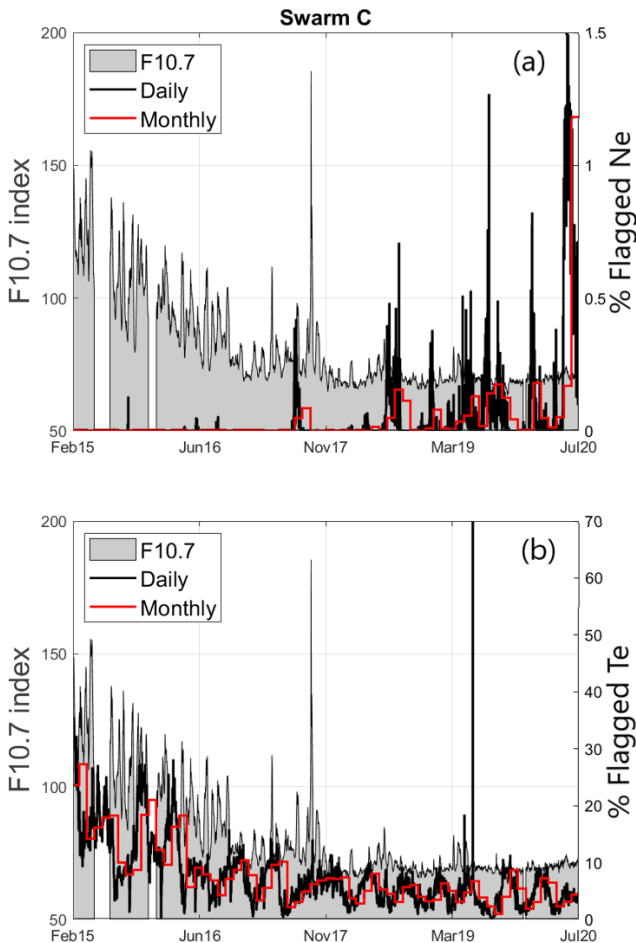 Swarm C
200
150
100
50
F10.7 index
F10.7
Daily
Monthly
(a)
1.5
1
0.5
0
% Flagged Ne
Feb15 Jun16 Nov17 Mar19 Jul20
200
150
100
50
F10.7 index
F10.7
Daily
Monthly
(b)
70
60
50
40
30
20
10
0
% Flagged Te
Feb15 Jun16 Nov17 Mar19 Jul20